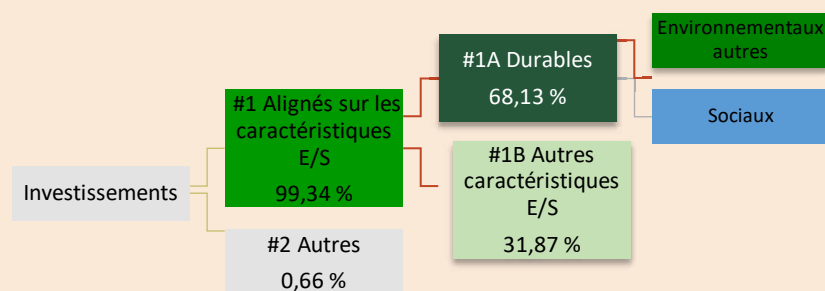 Investissements
#1 Alignés sur les
caractéristiques
E/S
99,34 %
#2 Autres
0,66 %
#1A Durables
68,13 %
#1B Autres
caractéristiques
E/S
31,87 %
Environnementaux
autres
Sociaux